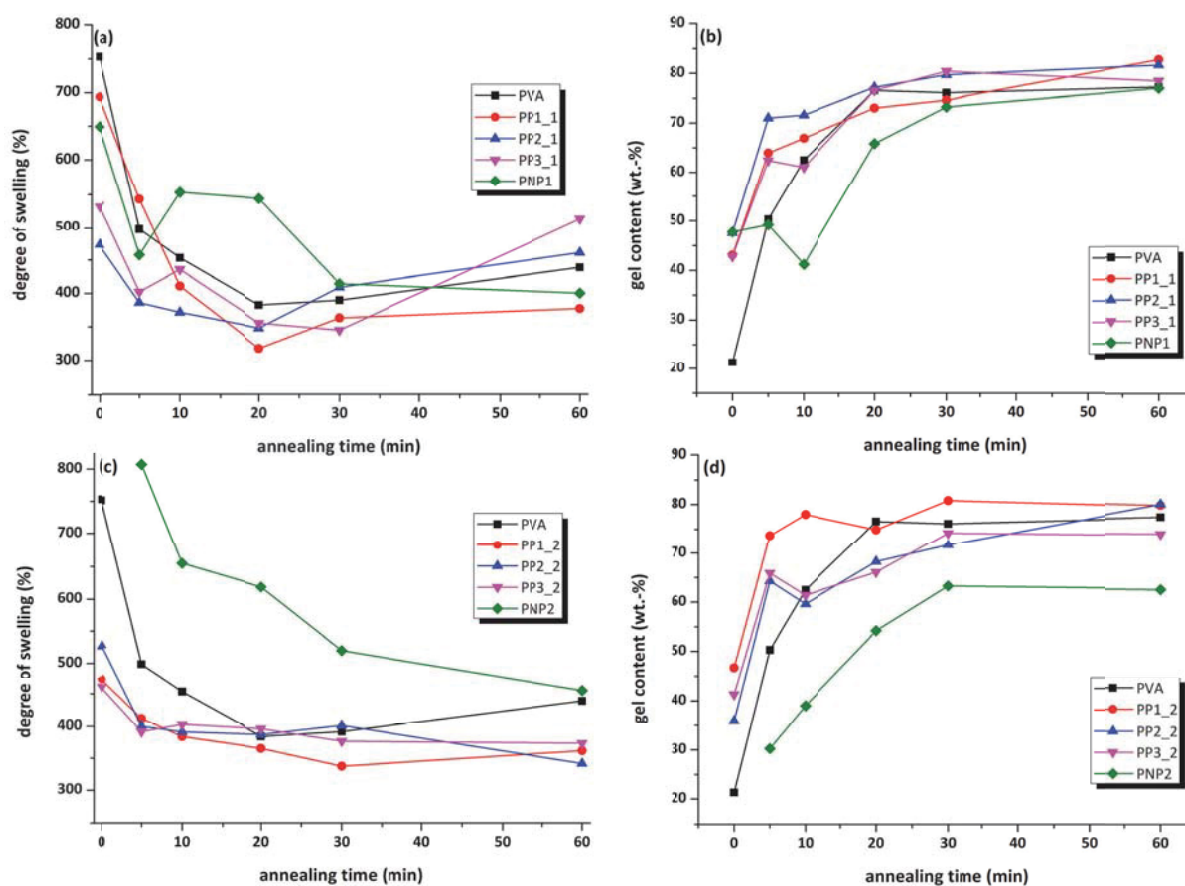 (a)
800
700
600
500
400
300
degree of swelling (%)
PVA
PP1_1
PP2_1
PP3_1
PNP1
0 10 20 30 40 50 60
annealing time (min)
(b)
90
80
70
60
50
40
30
20
gel content (wt.-%)
PVA
PP1_1
PP2_1
PP3_1
PNP1
0 10 20 30 40 50 60
annealing time (min)
(c)
800
700
600
500
400
300
degree of swelling (%)
PVA
PP1_2
PP2_2
PP3_2
PNP2
0 10 20 30 40 50 60
annealing time (min)
(d)
90
80
70
60
50
40
30
20
gel content (wt.-%)
PVA
PP1_2
PP2_2
PP3_2
PNP2
0 10 20 30 40 50 60
annealing time (min)